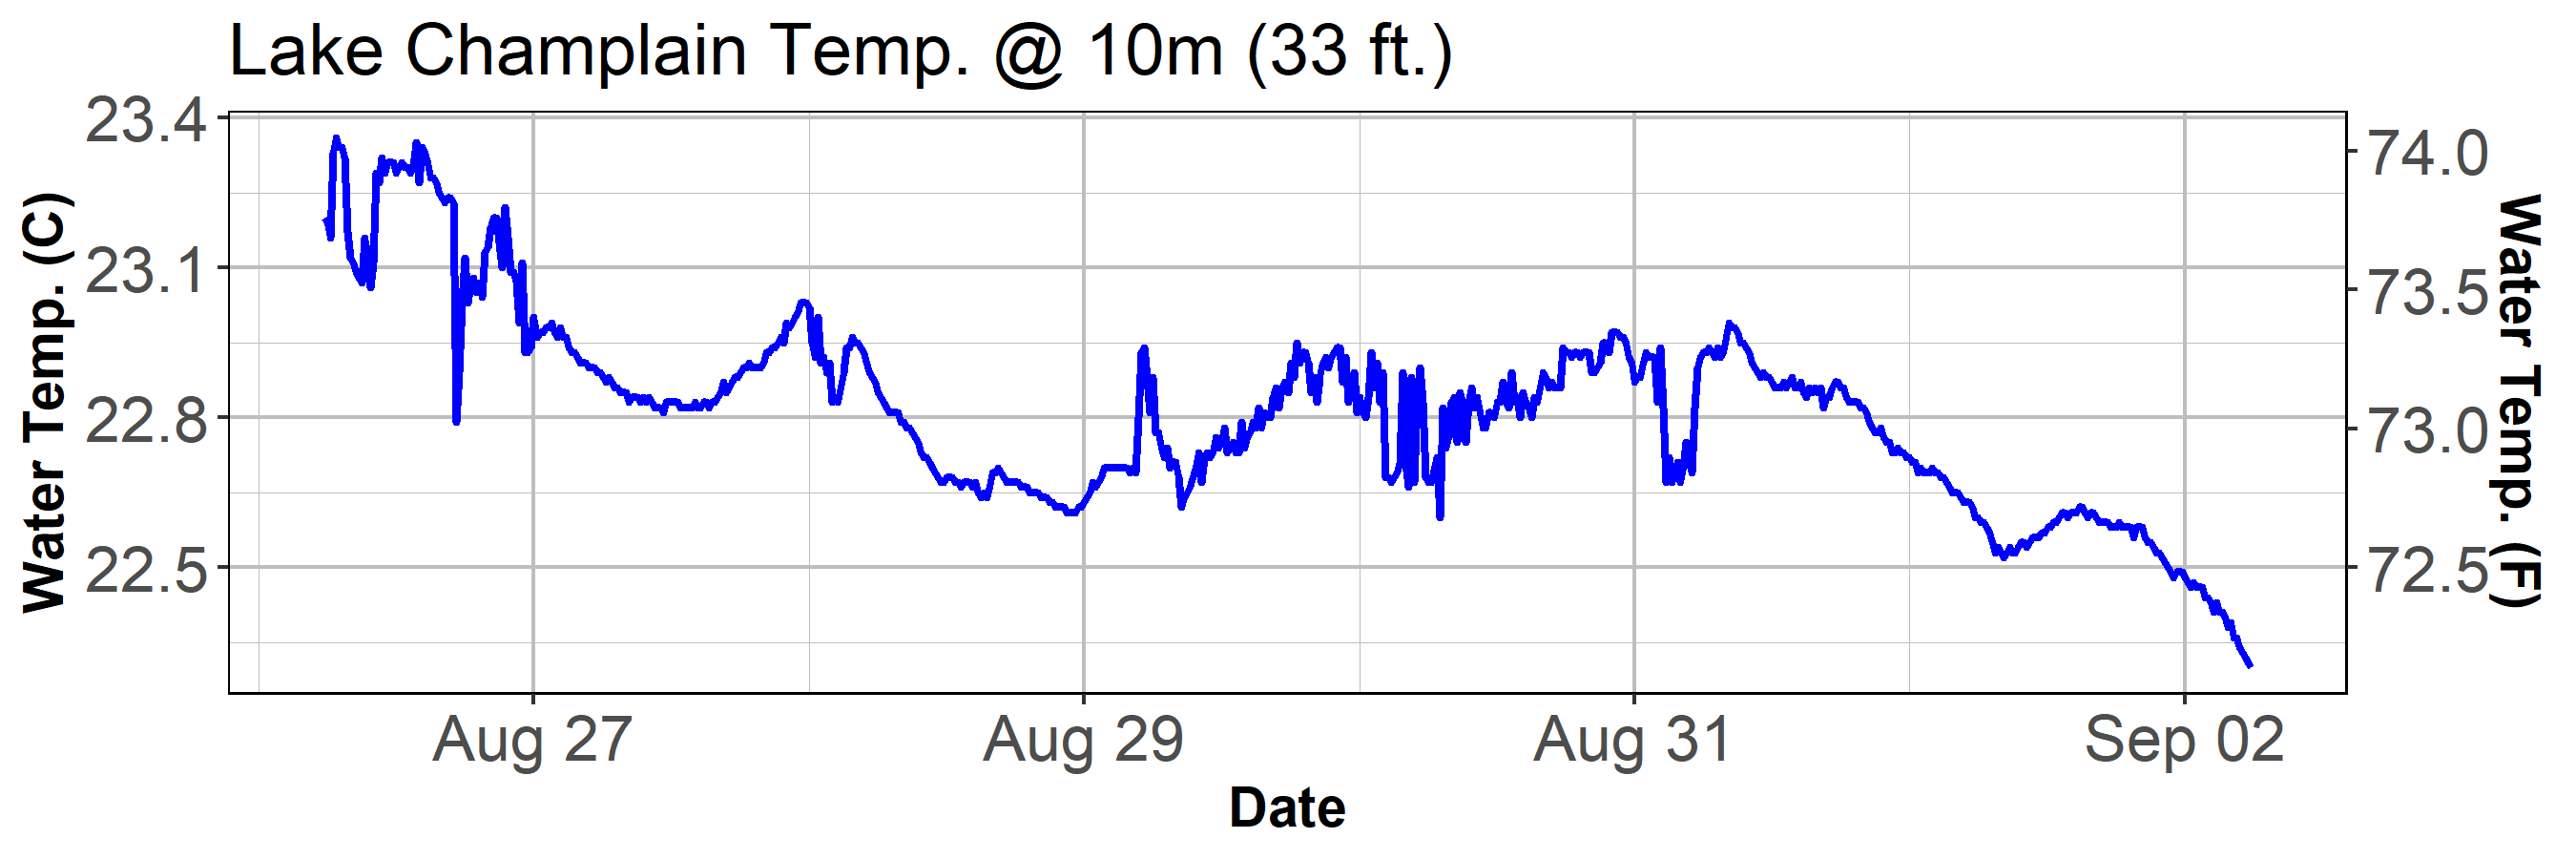 Lake Champlain Temp. @ 10m (33 ft.)
Water Temp. (C)
23.4
23.1
22.8
22.5
74.0
73.5
73.0
72.5
Water Temp. (F)
Aug 27
Aug 29
Aug 31
Sep 02
Date